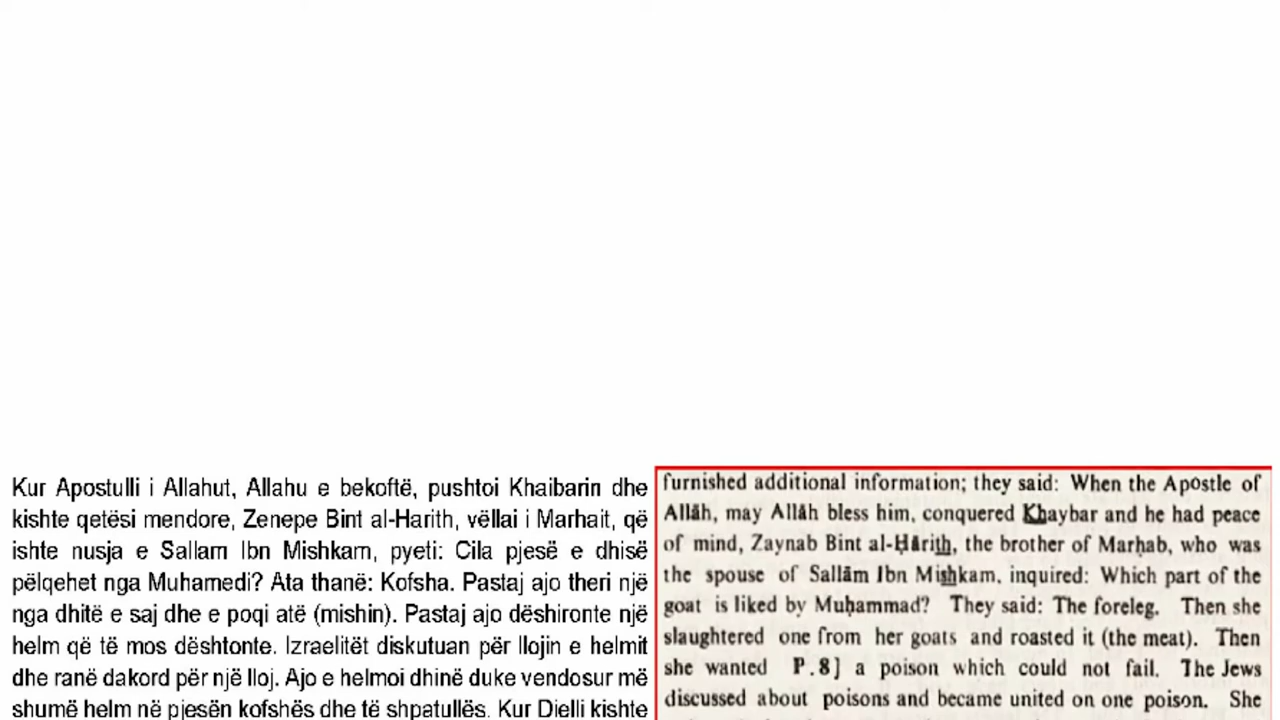 Kur Apostulli i Allahut, Allahu e bekoftë, pushtoi Khaibarin dhe
kishte qetësi mendore, Zenepe Bint al-Harith, vëllai i Marhait, që
ishte nusja e Sallam Ibn Mishkam, pyeti: Cila pjesë e dhisë
pëlqehet nga Muhamedi? Ata thanë: Kofsha. Pastaj ajo theri një
nga dhitë e saj dhe e poqi atë (mishin). Pastaj ajo dëshironte një
helm që të mos dështonte. Izraelitët diskutuan për llojin e helmit
dhe ranë dakord për një lloj. Ajo e helmoi dhinë duke vendosur më
shumë helm në pjesën kofshës dhe të shpatullës. Kur Dielli kishte
furnished additional information; they said: When the Apostle of
Allāh, may Allāh bless him, conquered Khaybar and he had peace
of mind, Zaynab Bint al-Ḥārith, the brother of Marḥab, who was
the spouse of Sallām Ibn Mishkam, inquired: Which part of the
goat is liked by Muḥammad? They said: The foreleg. Then she
slaughtered one from her goats and roasted it (the meat). Then
she wanted P.8] a poison which could not fail. The Jews
discussed about poisons and became united on one poison. She